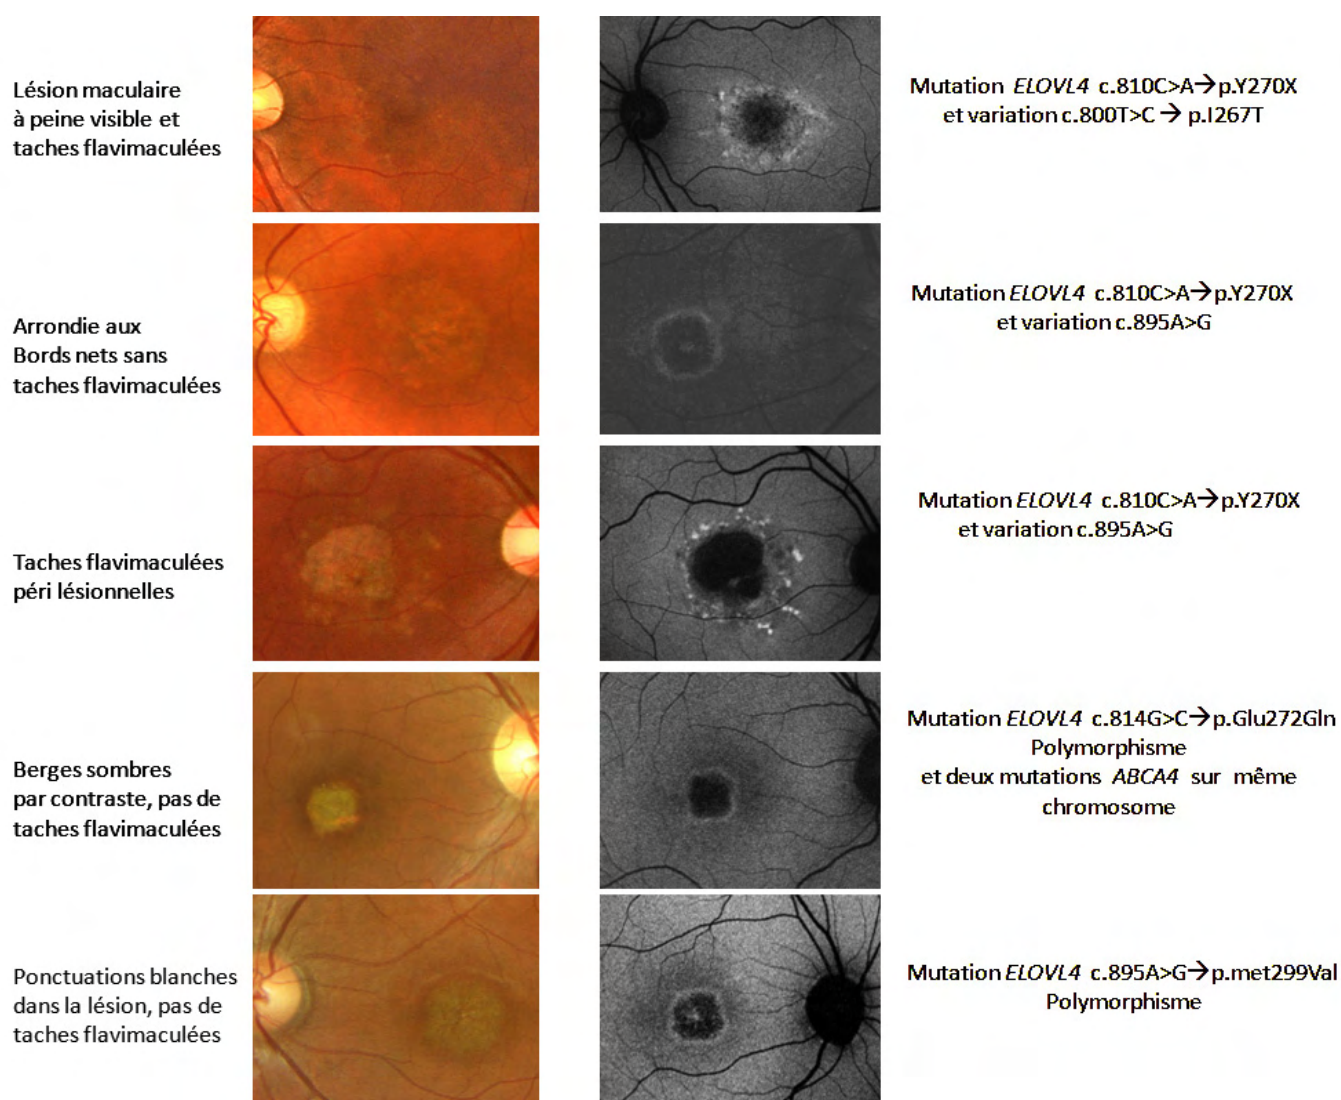 Lésion maculaire
à peine visible et
taches flavimaculées
Mutation ELOVL4 c.810C>A→p.Y270X
et variation c.800T>C → p.I267T
Arrondie aux
Bords nets sans
taches flavimaculées
Mutation ELOVL4 c.810C>A→p.Y270X
et variation c.895A>G
Taches flavimaculées
péri lésionnelles
Mutation ELOVL4 c.810C>A→p.Y270X
et variation c.895A>G
Berges sombres
par contraste, pas de
taches flavimaculées
Mutation ELOVL4 c.814G>C→p.Glu272Gln
Polymorphisme
et deux mutations ABCA4 sur même
chromosome
Ponctuations blanches
dans la lésion, pas de
taches flavimaculées
Mutation ELOVL4 c.895A>G→p.met299Val
Polymorphisme